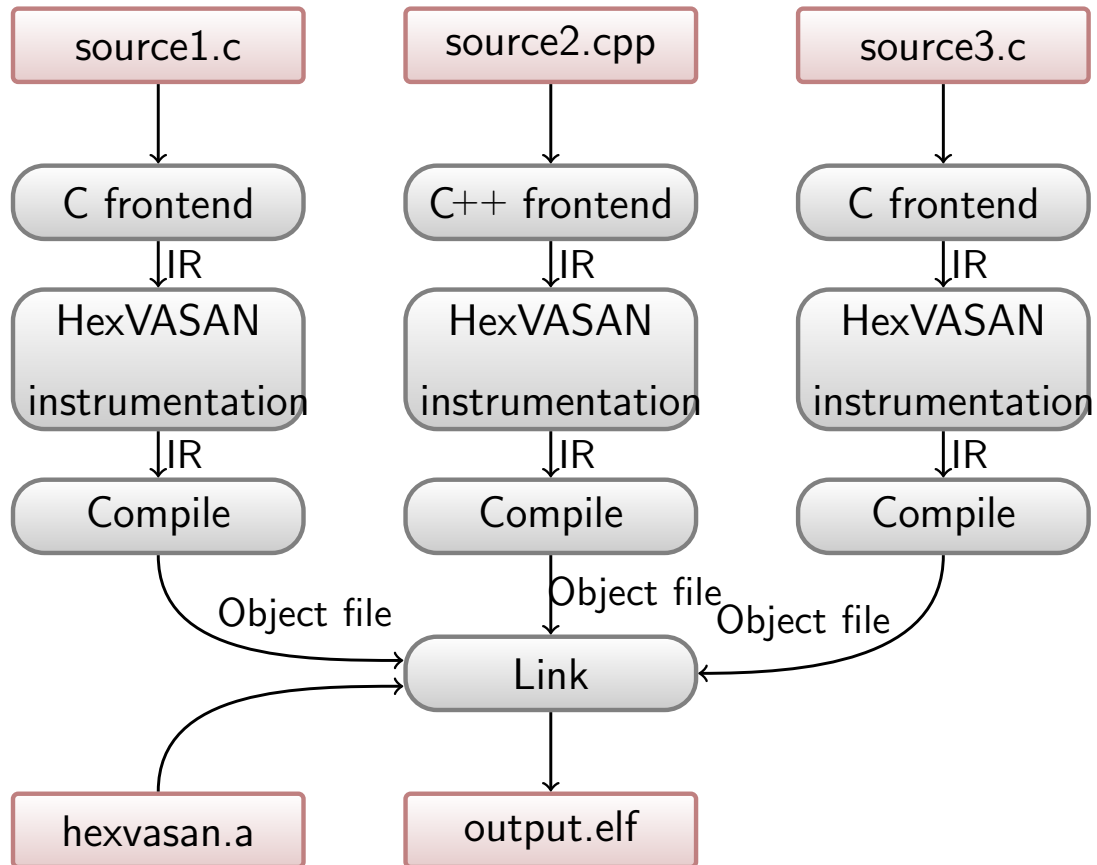 source1.c
source2.cpp
source3.c
C frontend
C++ frontend
C frontend
IR
IR
IR
HexVASAN
instrumentation
HexVASAN
instrumentation
HexVASAN
instrumentation
IR
IR
IR
Compile
Compile
Compile
Object file
Object file
Object file
Link
hexvasan.a
output.elf